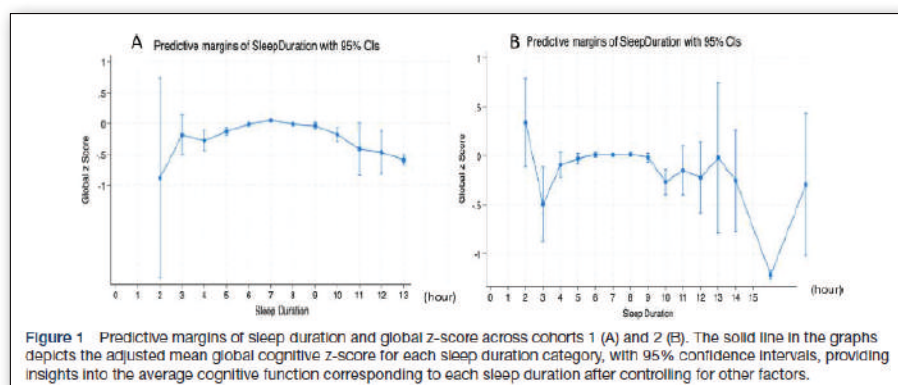 A Predictive margins of SleepDuration with 95% CIs
1
.5
0
-.5
-1
Global z Score
0 1 2 3 4 5 6 7 8 9 10 11 12 13 (hour)
Sleep Duration
B Predictive margins of SleepDuration with 95% CIs
1
.5
0
-.5
-1
Global z Score
0 1 2 3 4 5 6 7 8 9 10 11 12 13 14 15 (hour)
Sleep Duration
Figure 1 Predictive margins of sleep duration and global z-score across cohorts 1 (A) and 2 (B). The solid line in the graphs
depicts the adjusted mean global cognitive z-score for each sleep duration category, with 95% confidence intervals, providing
insights into the average cognitive function corresponding to each sleep duration after controlling for other factors.